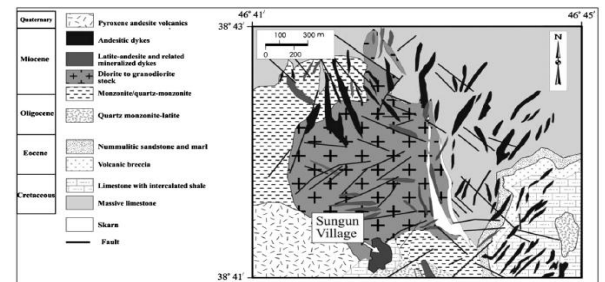 Quaternary
Pyroxene andesite volcanics
Andesitic dykes
Miocene
Latite-andesite and related
mineralized dykes
Diorite to granodiorite
stock
Monzonite/quartz-monzonite
Oligocene
Quartz monzonite-latite
Eocene
Nummulitic sandstone and marl
Volcanic breccia
Cretaceous
Limestone with intercalated shale
Massive limestone
Skarn
Fault
46° 41'
46° 45'
38° 43'
100 300 m
0 200
N
S
Sungun
Village
38° 41'